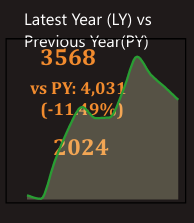 Latest Year (LY) vs
Previous Year(PY)
3568
vs PY: 4,031
(-11.49%)
2024